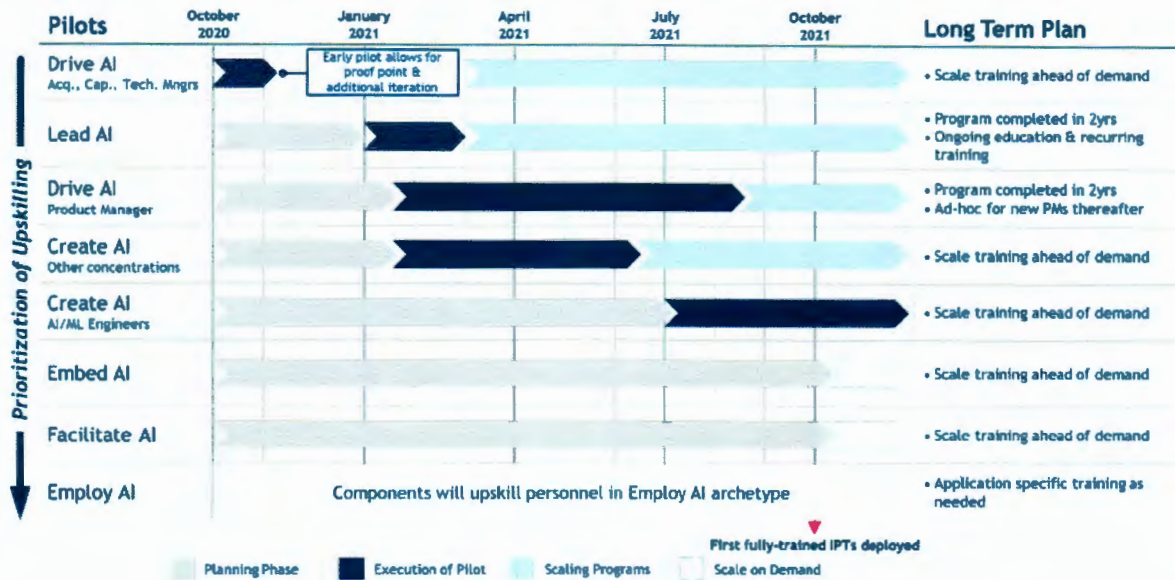 Pilots
October
2020
January
2021
April
2021
July
2021
October
2021
Long Term Plan
Prioritization of Upskilling
Drive AI
Acq., Cap., Tech. Mngrs
Early pilot allows for
proof point &
additional iteration
• Scale training ahead of demand
Lead AI
• Program completed in 2yrs
• Ongoing education & recurring
training
Drive AI
Product Manager
• Program completed in 2yrs
• Ad-hoc for new PMs thereafter
Create AI
Other concentrations
• Scale training ahead of demand
Create AI
AI/ML Engineers
• Scale training ahead of demand
Embed AI
• Scale training ahead of demand
Facilitate AI
• Scale training ahead of demand
Employ AI
Components will upskill personnel in Employ AI archetype
• Application specific training as
needed
First fully-trained IPTs deployed
Planning Phase
Execution of Pilot
Scaling Programs
Scale on Demand